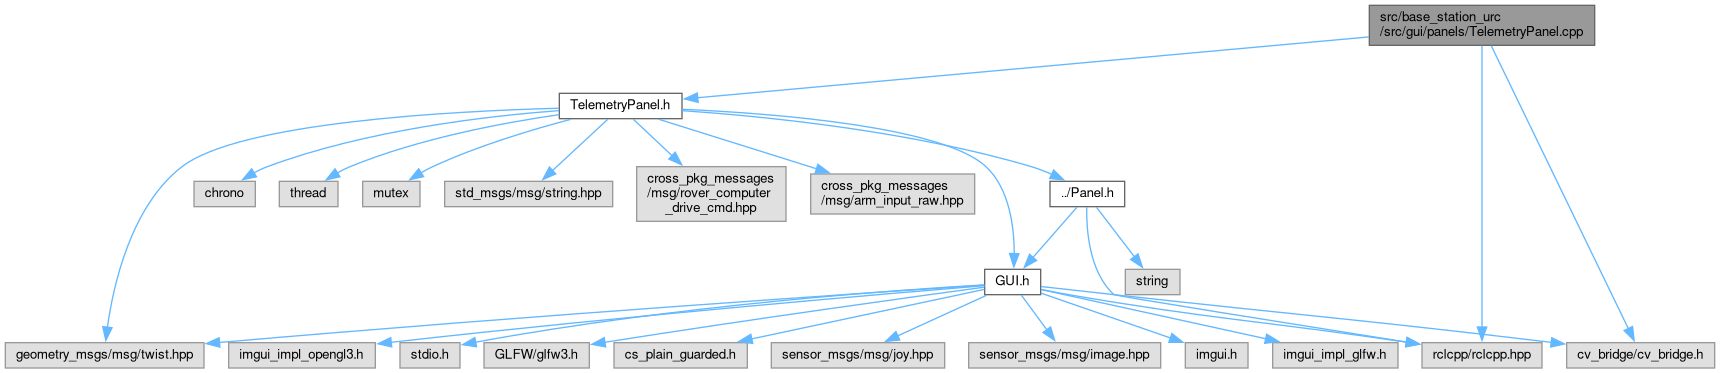 src/base_station_urc
/src/gui/panels/TelemetryPanel.cpp
TelemetryPanel.h
chrono
thread
mutex
std_msgs/msg/string.hpp
cross_pkg_messages
/msg/rover_computer
_drive_cmd.hpp
cross_pkg_messages
/msg/arm_input_raw.hpp
../Panel.h
GUI.h
string
geometry_msgs/msg/twist.hpp
imgui_impl_opengl3.h
stdio.h
GLFW/glfw3.h
cs_plain_guarded.h
sensor_msgs/msg/joy.hpp
sensor_msgs/msg/image.hpp
imgui.h
imgui_impl_glfw.h
rclcpp/rclcpp.hpp
cv_bridge/cv_bridge.h